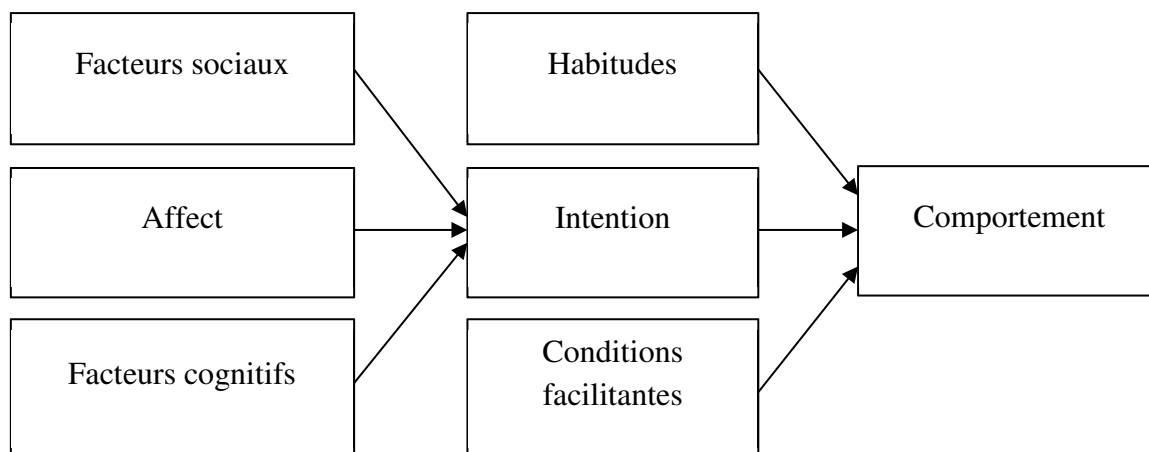 Facteurs sociaux
Habitudes
Affect
Intention
Comportement
Facteurs cognitifs
Conditions
facilitantes